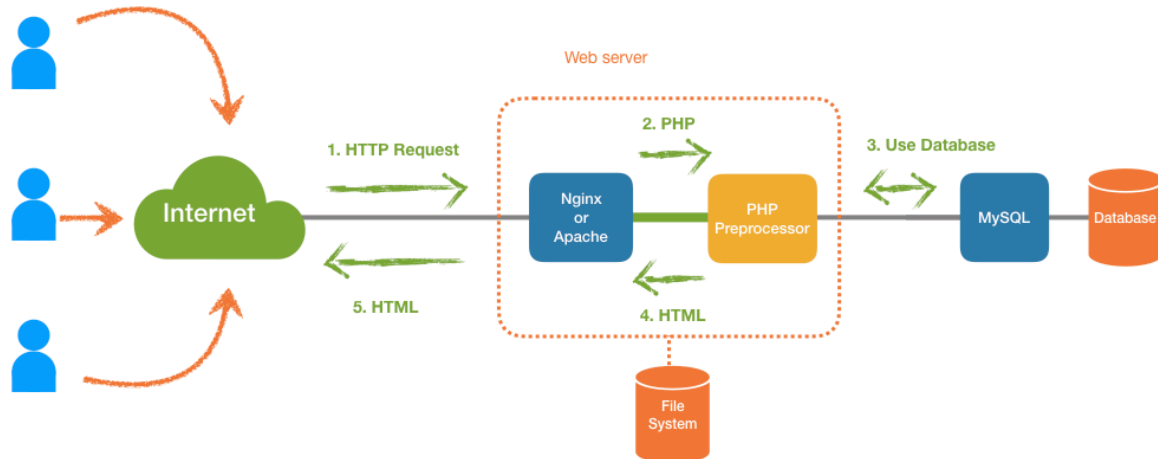 Web server
2. PHP
1. HTTP Request
3. Use Database
Internet
Nginx
or
Apache
PHP
Preprocessor
MySQL
Database
5. HTML
4. HTML
File
System